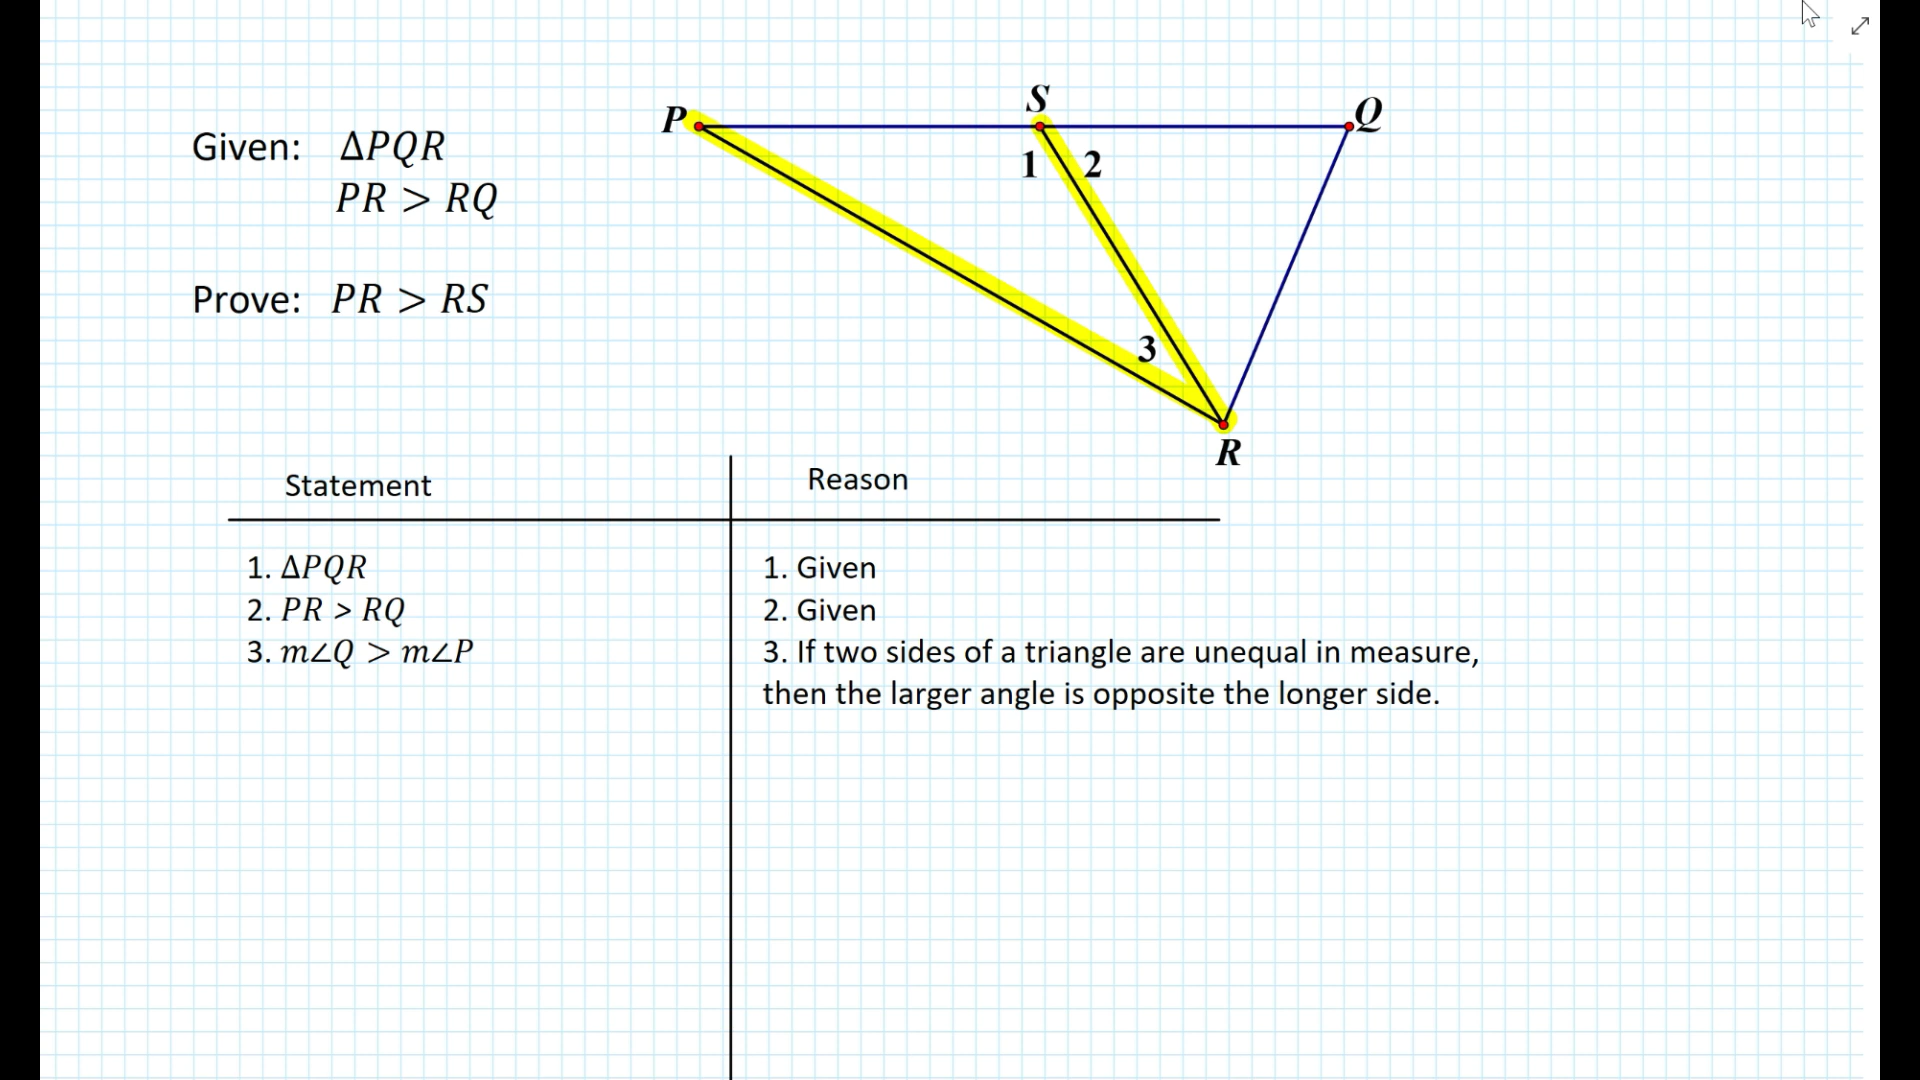 Given: ΔPQR
PR > RQ
Prove: PR > RS
P
S
Q
1
2
3
R
Statement
Reason
1. ΔPQR
1. Given
2. PR > RQ
2. Given
3. m∠Q > m∠P
3. If two sides of a triangle are unequal in measure,
then the larger angle is opposite the longer side.